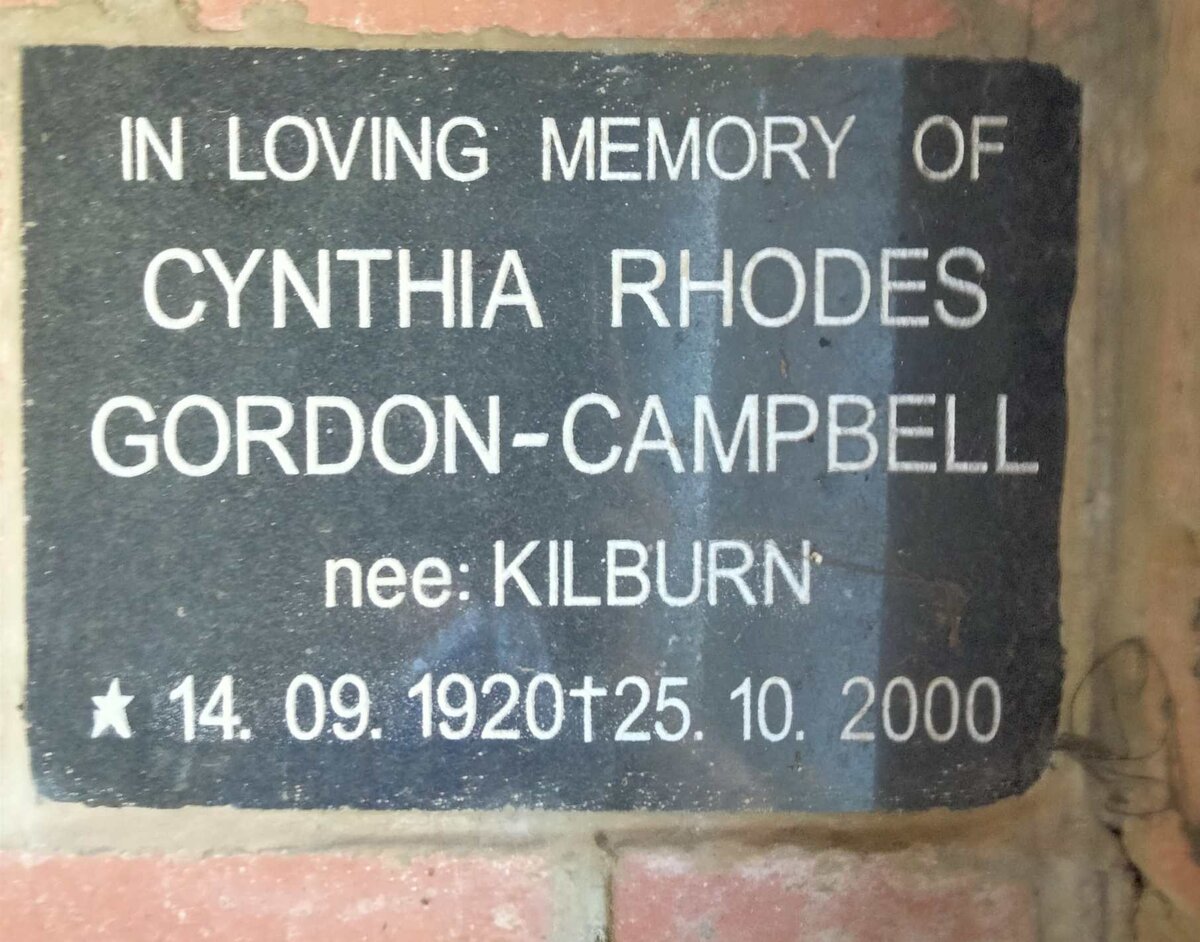 IN LOVING MEMORY OF
CYNTHIA RHODES
GORDON-CAMPBELL
nee: KILBURN
★ 14. 09. 1920†25. 10. 2000